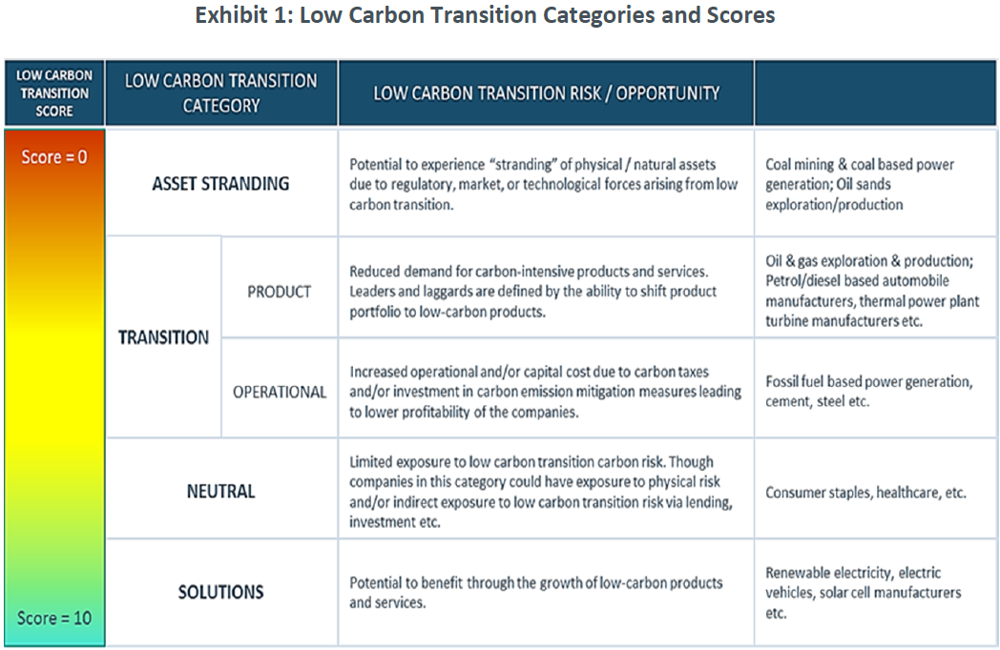 Exhibit 1: Low Carbon Transition Categories and Scores
LOW CARBON
TRANSITION
SCORE
LOW CARBON TRANSITION
CATEGORY
LOW CARBON TRANSITION RISK / OPPORTUNITY
Score = 0
ASSET STRANDING
Potential to experience “stranding” of physical / natural assets
due to regulatory, market, or technological forces arising from low
carbon transition.
Coal mining & coal based power
generation; Oil sands
exploration/production
TRANSITION
PRODUCT
Reduced demand for carbon-intensive products and services.
Leaders and laggards are defined by the ability to shift product
portfolio to low-carbon products.
Oil & gas exploration & production;
Petrol/diesel based automobile
manufacturers, thermal power plant
turbine manufacturers etc.
OPERATIONAL
Increased operational and/or capital cost due to carbon taxes
and/or investment in carbon emission mitigation measures leading
to lower profitability of the companies.
Fossil fuel based power generation,
cement, steel etc.
NEUTRAL
Limited exposure to low carbon transition carbon risk. Though
companies in this category could have exposure to physical risk
and/or indirect exposure to low carbon transition risk via lending,
investment etc.
Consumer staples, healthcare, etc.
SOLUTIONS
Potential to benefit through the growth of low-carbon products
and services.
Renewable electricity, electric
vehicles, solar cell manufacturers
etc.
Score = 10